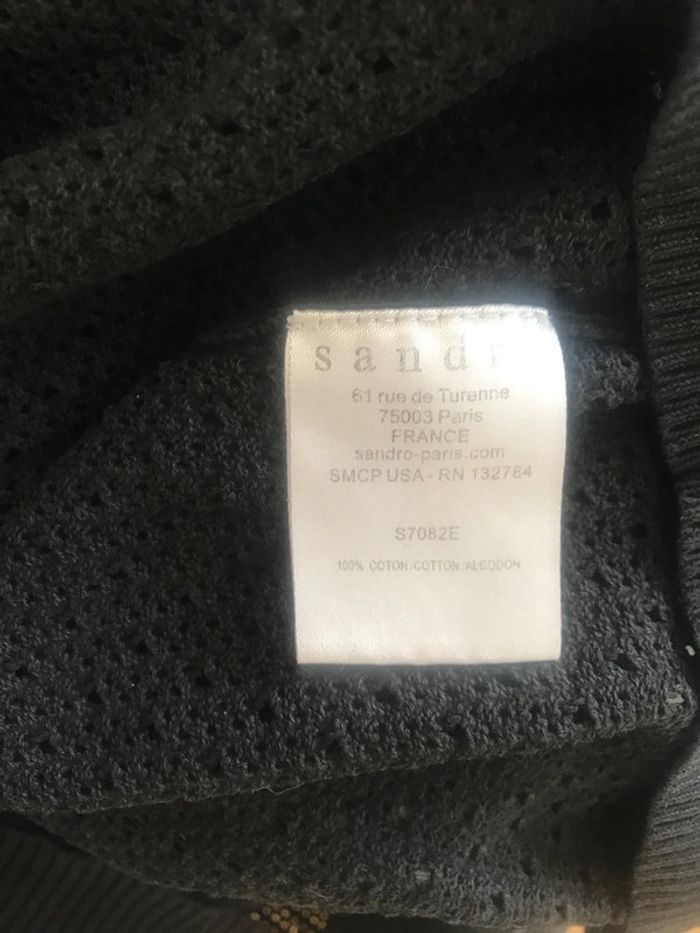 sandr
61 rue de Turenne
75003 Paris
FRANCE
sandro-paris.com
SMCP USA - RN 132784
S7082E
100% COTON/COTTON/ALGODON